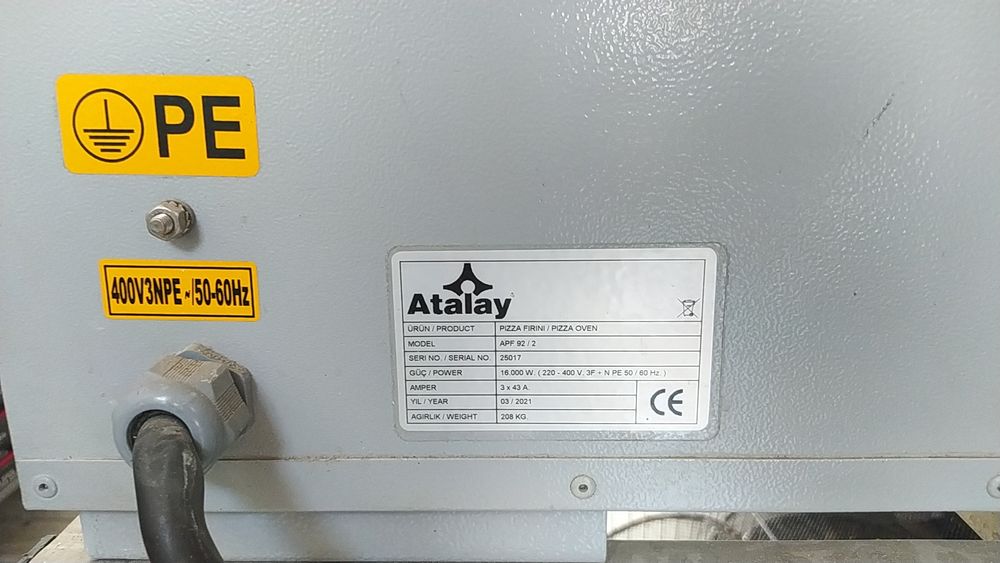 PE
400V3NPE ~/50-60Hz
Atalay
ÜRÜN / PRODUCT PIZZA FIRINI / PIZZA OVEN
MODEL APF 92 / 2
SERI NO. / SERIAL NO. 25017
GÜÇ / POWER 16.000 W. ( 220 - 400 V. 3F + N PE 50 / 60 Hz. )
AMPER 3 x 43 A.
YIL / YEAR 03 / 2021
AGIRLIK / WEIGHT 208 KG.
CE